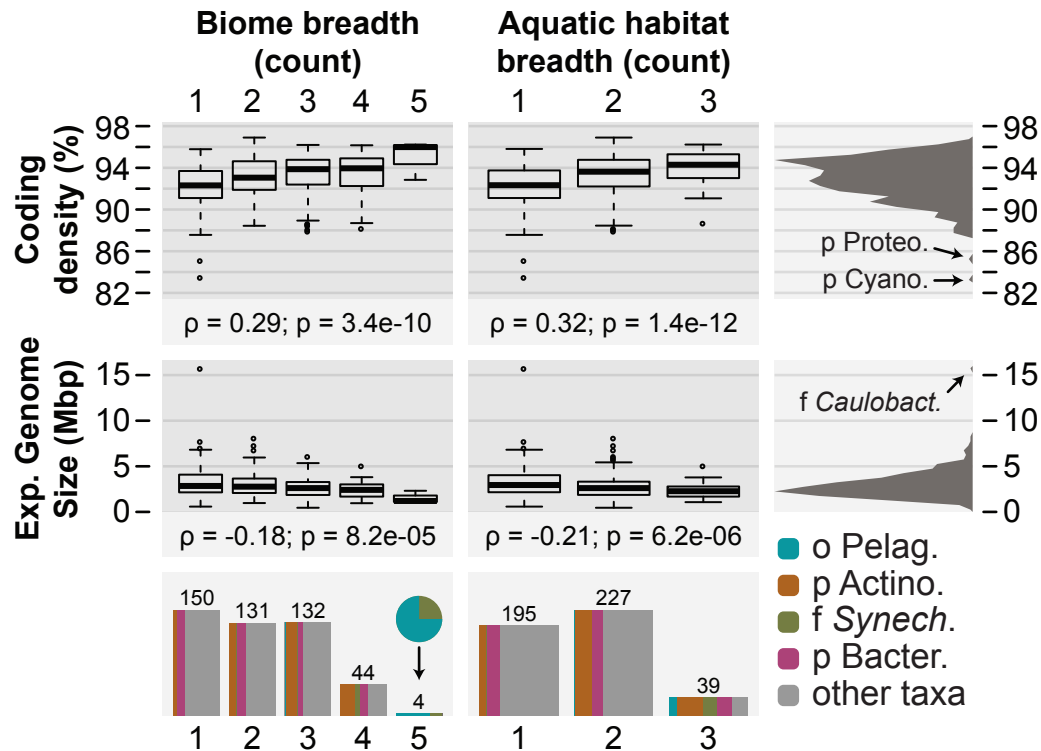 Biome breadth
(count)
Aquatic habitat
breadth (count)
1 2 3 4 5
1 2 3
Coding
density (%)
98
94
90
86
82
98
94
90
86
82
p Proteo.
p Cyano.
ρ = 0.29; p = 3.4e-10
ρ = 0.32; p = 1.4e-12
Exp. Genome
Size (Mbp)
15
10
5
0
15
10
5
0
f Caulobact.
ρ = -0.18; p = 8.2e-05
ρ = -0.21; p = 6.2e-06
150
131
132
44
4
195
227
39
1 2 3 4 5
1 2 3
o Pelag.
p Actino.
f Synech.
p Bacter.
other taxa